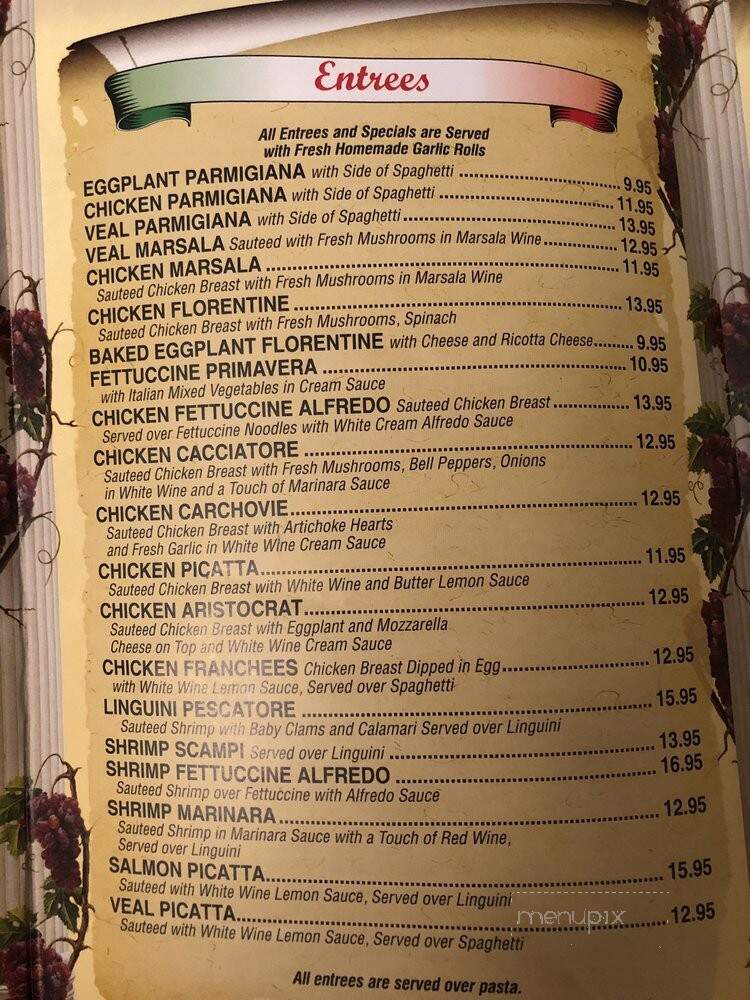 Entrees
All Entrees and Specials are Served
with Fresh Homemade Garlic Rolls
EGGPLANT PARMIGIANA with Side of Spaghetti 9.95
CHICKEN PARMIGIANA with Side of Spaghetti 11.95
VEAL PARMIGIANA with Side of Spaghetti 13.95
VEAL MARSALA Sauteed with Fresh Mushrooms in Marsala Wine 12.95
CHICKEN MARSALA 11.95
Sauteed Chicken Breast with Fresh Mushrooms in Marsala Wine
CHICKEN FLORENTINE 13.95
Sauteed Chicken Breast with Fresh Mushrooms, Spinach
BAKED EGGPLANT FLORENTINE with Cheese and Ricotta Cheese 9.95
FETTUCCINE PRIMAVERA 10.95
with Italian Mixed Vegetables in Cream Sauce
CHICKEN FETTUCCINE ALFREDO Sauteed Chicken Breast 13.95
Served over Fettuccine Noodles with White Cream Alfredo Sauce
CHICKEN CACCIATORE 12.95
Sauteed Chicken Breast with Fresh Mushrooms, Bell Peppers, Onions
in White Wine and a Touch of Marinara Sauce
CHICKEN CARCHOVIE 12.95
Sauteed Chicken Breast with Artichoke Hearts
and Fresh Garlic in White Wine Cream Sauce
CHICKEN PICATTA 11.95
Sauteed Chicken Breast with White Wine and Butter Lemon Sauce
CHICKEN ARISTOCRAT 12.95
Sauteed Chicken Breast with Eggplant and Mozzarella
Cheese on Top and White Wine Cream Sauce
CHICKEN FRANCHEES Chicken Breast Dipped in Egg 12.95
with White Wine Lemon Sauce, Served over Spaghetti
LINGUINI PESCATORE 15.95
Sauteed Shrimp with Baby Clams and Calamari Served over Linguini
SHRIMP SCAMPI Served over Linguini 13.95
SHRIMP FETTUCCINE ALFREDO 16.95
Sauteed Shrimp over Fettuccine with Alfredo Sauce
SHRIMP MARINARA 12.95
Sauteed Shrimp in Marinara Sauce with a Touch of Red Wine,
Served over Linguini
SALMON PICATTA 15.95
Sauteed with White Wine Lemon Sauce, Served over Linguini
VEAL PICATTA 12.95
Sauteed with White Wine Lemon Sauce, Served over Spaghetti
menupix
All entrees are served over pasta.